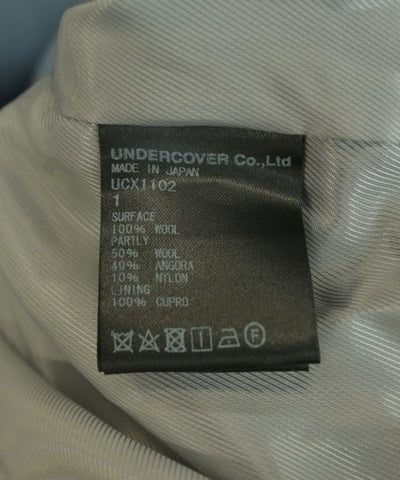 UNDERCOVER Co.,Ltd
MADE IN JAPAN
UCX1102
1
SURFACE
100% WOOL
PARTLY
50% WOOL
40% ANGORA
10% NYLON
LINING
100% CUPRO
F